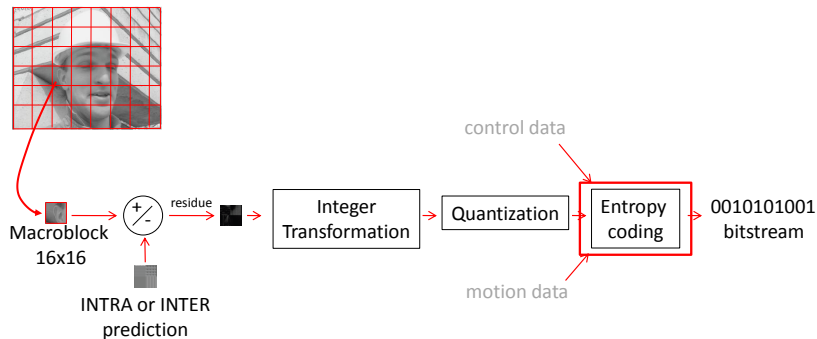 control data
residue
+
/
-
Integer
Transformation
Quantization
Entropy
coding
0010101001
bitstream
Macroblock
16x16
motion data
INTRA or INTER
prediction